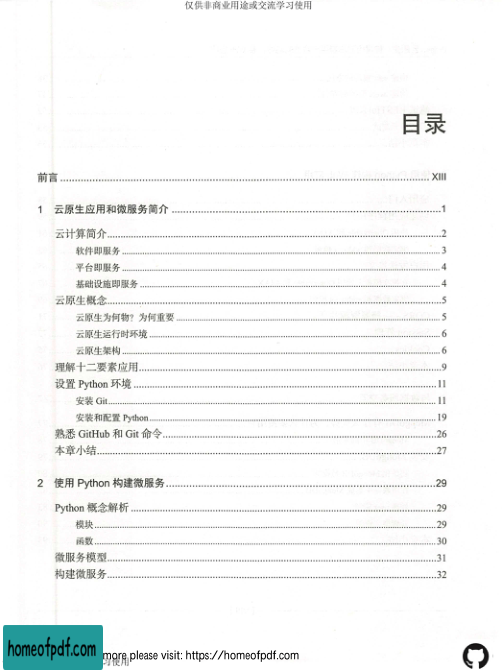 仅供非商业用途或交流学习使用
目录
前言 XIII
1 云原生应用和微服务简介 1
云计算简介 2
软件即服务 3
平台即服务 4
基础设施即服务 4
云原生概念 5
云原生为何物？为何重要 5
云原生运行时环境 6
云原生架构 6
理解十二要素应用 9
设置 Python 环境 11
安装 Git 11
安装和配置 Python 19
熟悉 GitHub 和 Git 命令 26
本章小结 27
2 使用 Python 构建微服务 29
Python 概念解析 29
模块 29
函数 30
微服务模型 31
构建微服务 32
homeofpdf.com
more please visit: https://homeofpdf.com
习使用